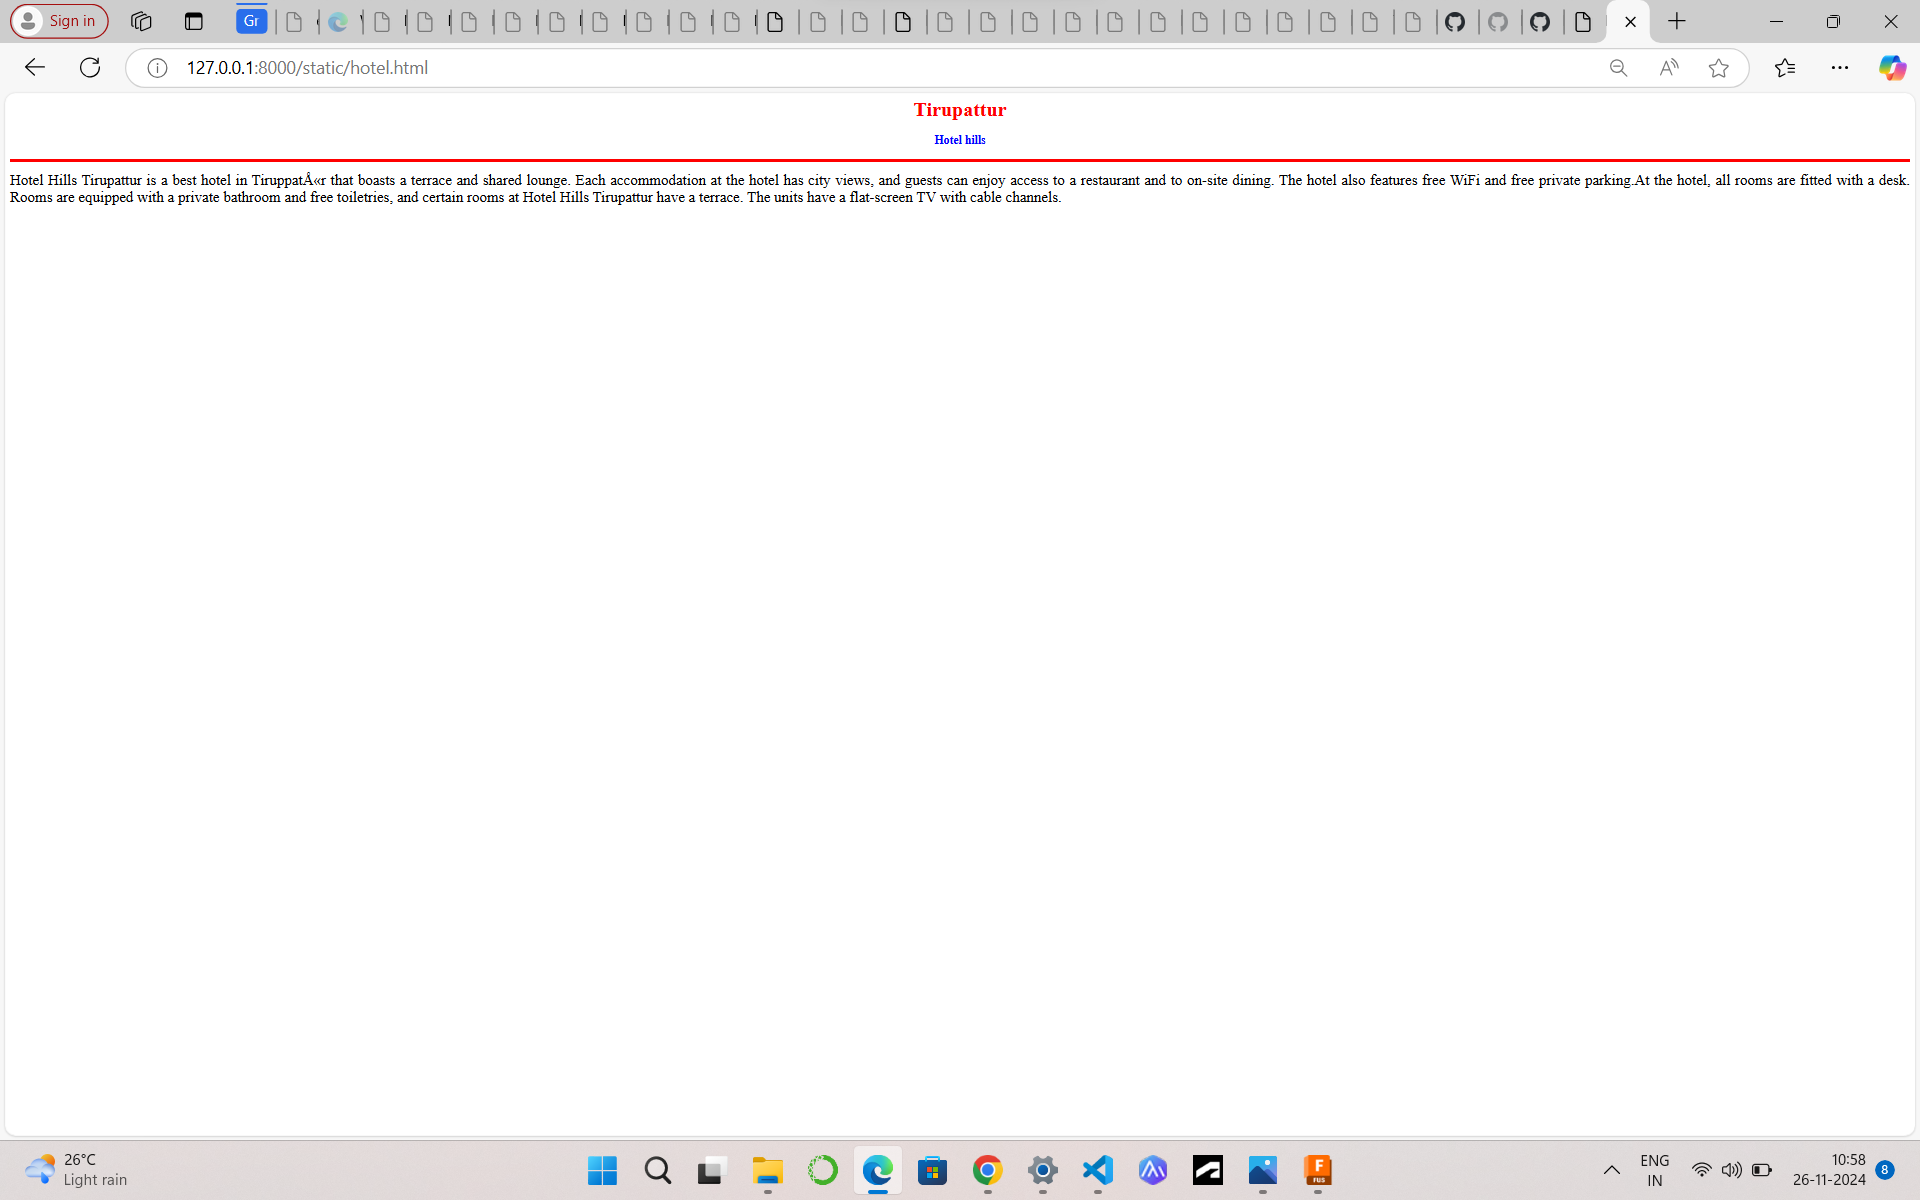 Sign in
Gr
127.0.0.1:8000/static/hotel.html
Tirupattur
Hotel hills
Hotel Hills Tirupattur is a best hotel in TiruppatÅ«r that boasts a terrace and shared lounge. Each accommodation at the hotel has city views, and guests can enjoy access to a restaurant and to on-site dining. The hotel also features free WiFi and free private parking.At the hotel, all rooms are fitted with a desk.
Rooms are equipped with a private bathroom and free toiletries, and certain rooms at Hotel Hills Tirupattur have a terrace. The units have a flat-screen TV with cable channels.
26°C
Light rain
F
FUS
ENG
IN
10:58
26-11-2024
8